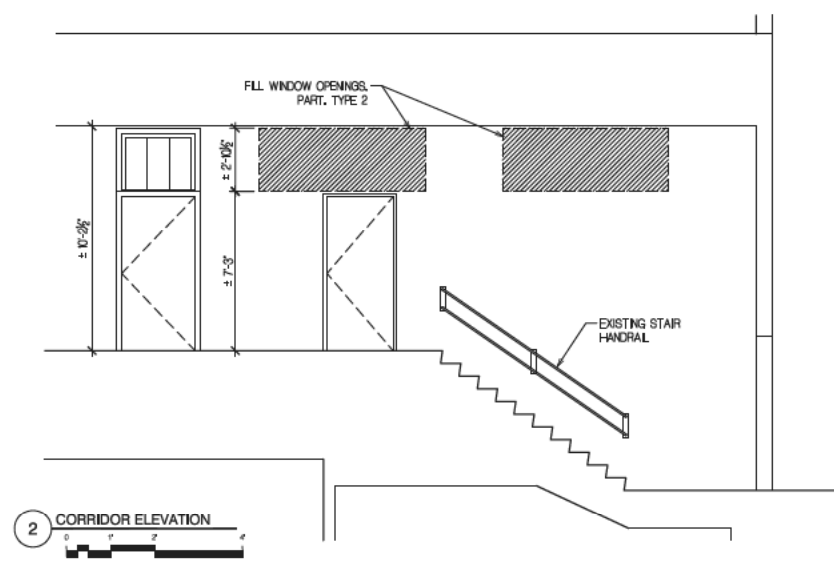 FILL WINDOW OPENINGS.
PART. TYPE 2
± 2'-10½"
± 10'-2½"
± 7'-3"
EXISTING STAIR
HANDRAIL
2 CORRIDOR ELEVATION
0 1' 2' 4'